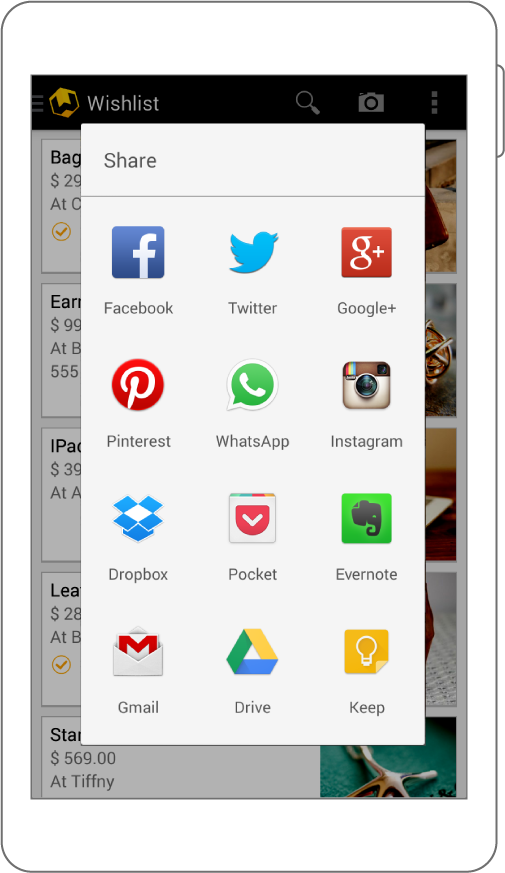 Wishlist
Share
Facebook Twitter Google+
Pinterest WhatsApp Instagram
Dropbox Pocket Evernote
Gmail Drive Keep
Bag
$ 29
At C
Earr
$ 99
At B
555
IPad
$ 39
At A
Lea
$ 28
At B
Star
$ 569.00
At Tiffny